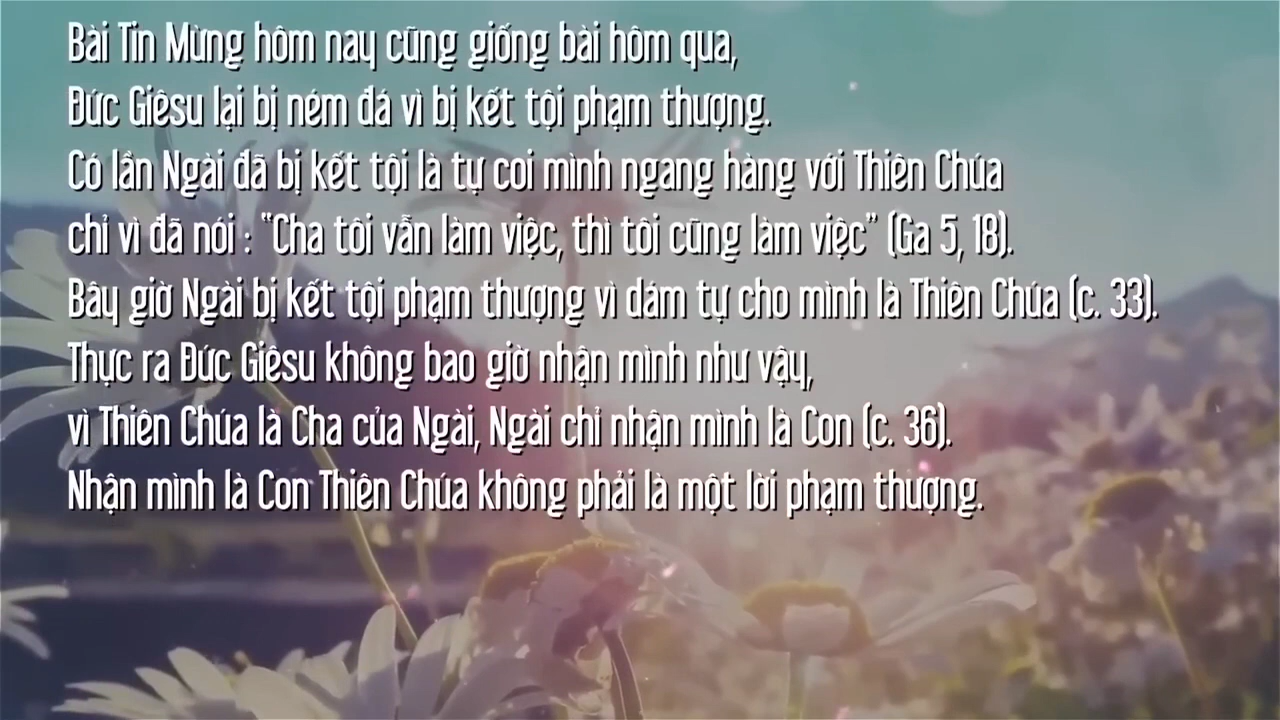 Bài Tin Mừng hôm nay cũng giống bài hôm qua,
Đức Giêsu lại bị ném đá vì bị kết tội phạm thượng.
Có lần Ngài đã bị kết tội là tự coi mình ngang hàng với Thiên Chúa
chỉ vì đã nói : “Cha tôi vẫn làm việc, thì tôi cũng làm việc” (Ga 5, 18).
Bây giờ Ngài bị kết tội phạm thượng vì dám tự cho mình là Thiên Chúa (c. 33).
Thực ra Đức Giêsu không bao giờ nhận mình như vậy,
vì Thiên Chúa là Cha của Ngài, Ngài chỉ nhận mình là Con (c. 36).
Nhận mình là Con Thiên Chúa không phải là một lời phạm thượng.